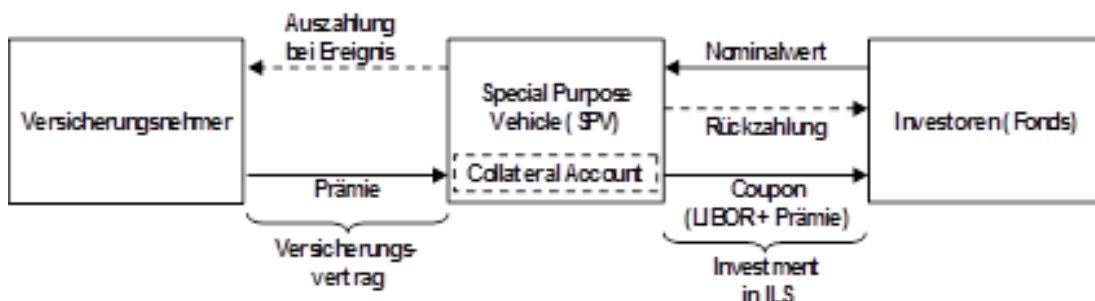 Auszahlung
bei Ereignis
Nominalwert
Versicherungsnehmer
Special Purpose
Vehicle ( SPV)
Rückzahlung
Investoren ( Fonds)
Collateral Account
Prämie
Coupon
(LIBOR + Prämie)
Versicherungs-
vertrag
Investment
in ILS